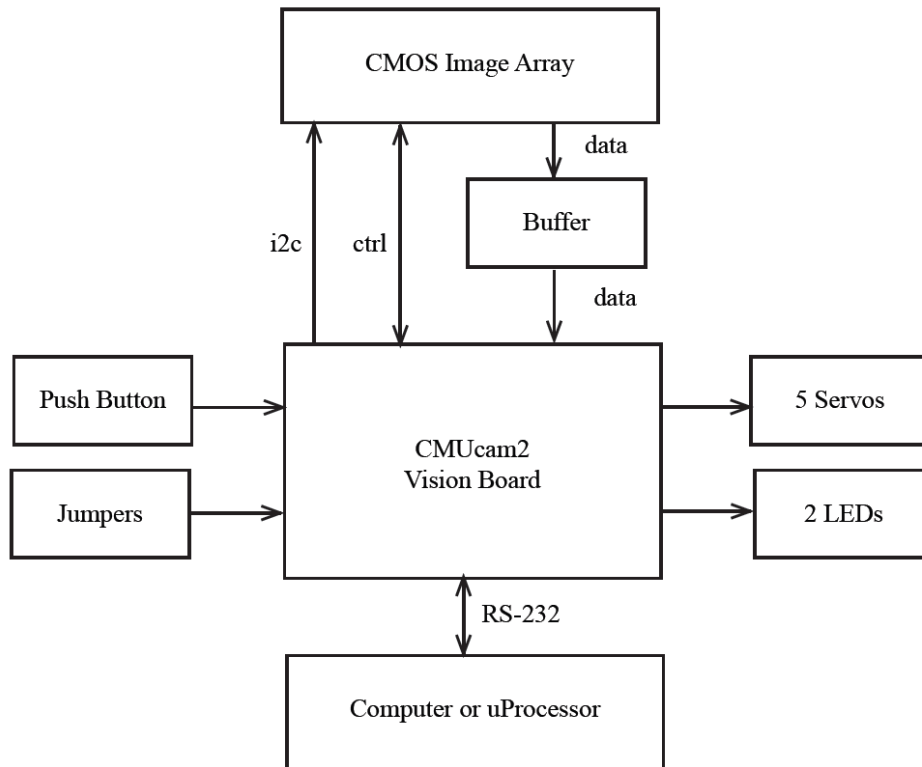 CMOS Image Array
data
Buffer
i2c
ctrl
data
Push Button
5 Servos
CMUcam2
Vision Board
Jumpers
2 LEDs
RS-232
Computer or uProcessor